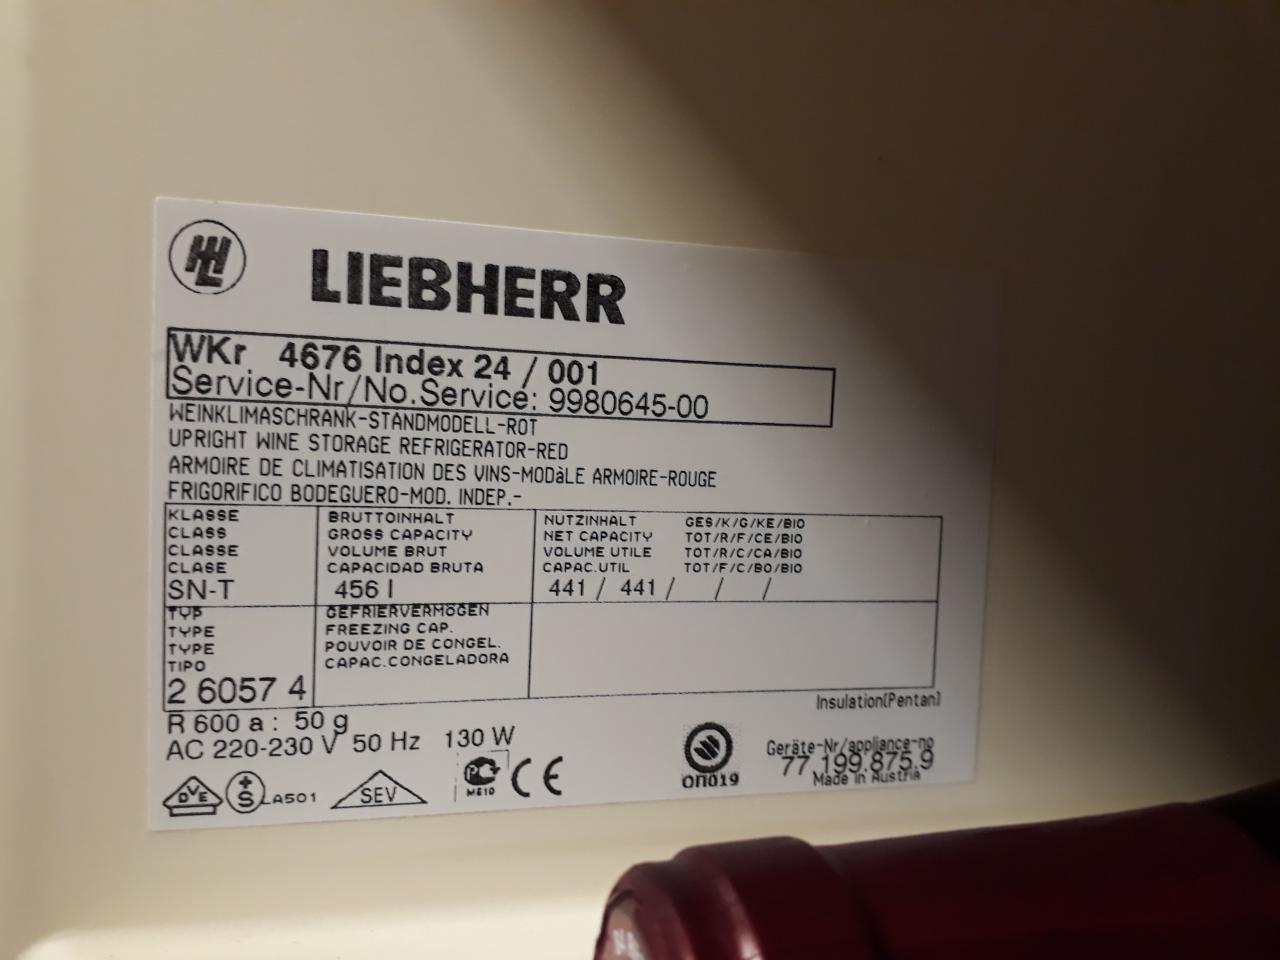 LIEBHERR
WKr 4676 Index 24 / 001
Service-Nr/No.Service: 9980645-00
WEINKLIMASCHRANK-STANDMODELL-ROT
UPRIGHT WINE STORAGE REFRIGERATOR-RED
ARMOIRE DE CLIMATISATION DES VINS-MODàLE ARMOIRE-ROUGE
FRIGORIFICO BODEGUERO-MOD. INDEP.-
KLASSE BRUTTOINHALT NUTZINHALT GES/K/G/KE/BIO
CLASS GROSS CAPACITY NET CAPACITY TOT/R/F/CE/BIO
CLASSE VOLUME BRUT VOLUME UTILE TOT/R/C/CA/BIO
CLASE CAPACIDAD BRUTA CAPAC.UTIL TOT/F/C/BO/BIO
SN-T 456 l 441 / 441 / / /
TYP GEFRIERVERMöGEN
TYPE FREEZING CAP.
TYPE POUVOIR DE CONGEL.
TIPO CAPAC.CONGELADORA
2 6057 4
Insulation(Pentan)
R 600 a : 50 g
AC 220-230 V 50 Hz 130 W
Geräte-Nr/appliance-no
77.199.875.9
Made in Austria
DVE +S LA501 SEV PCT ME10 CE ОП019